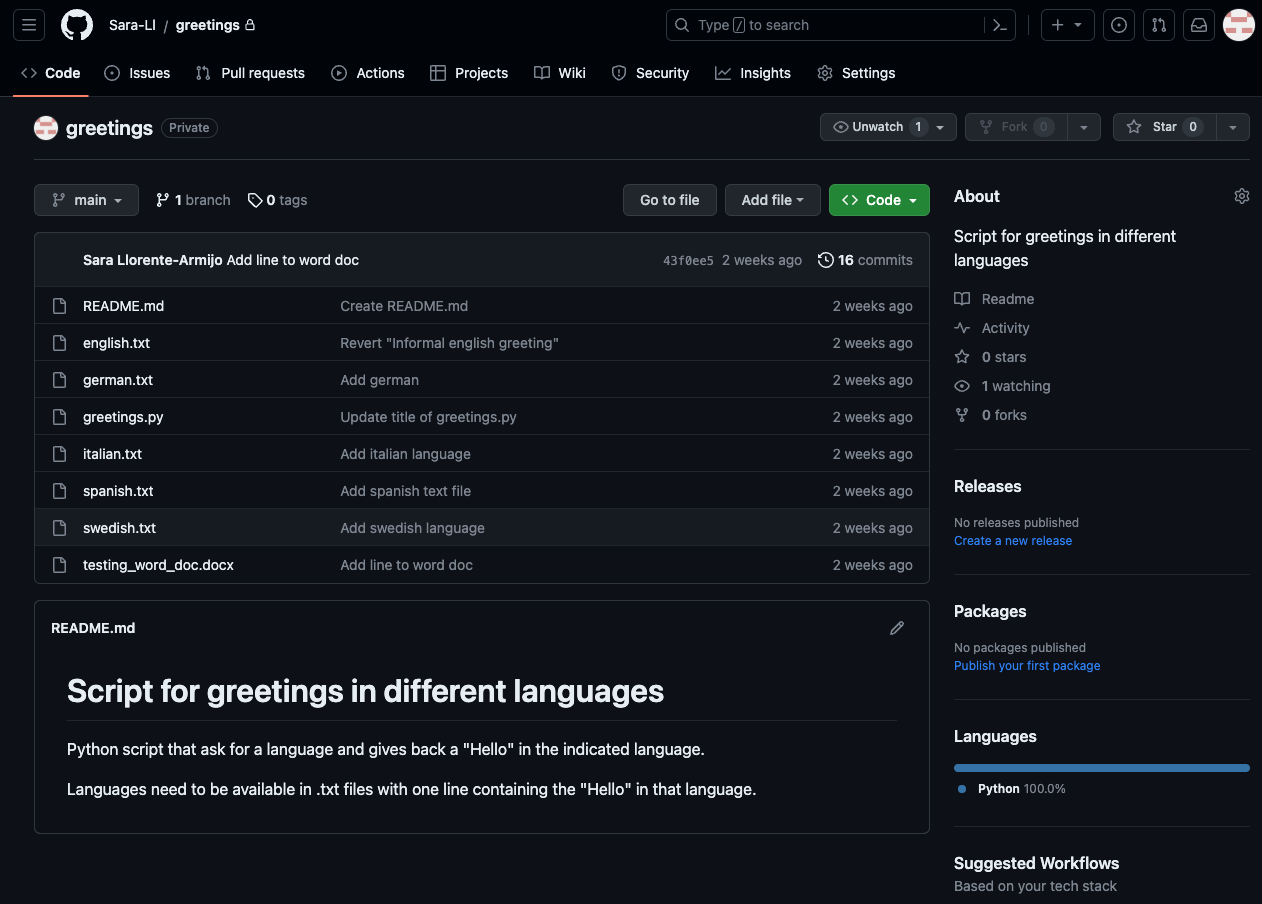 Sara-Ll / greetings
Type / to search
Code
Issues
Pull requests
Actions
Projects
Wiki
Security
Insights
Settings
greetings Private
Unwatch 1
Fork 0
Star 0
main
1 branch
0 tags
Go to file
Add file
Code
Sara Llorente-Armijo Add line to word doc 43f0ee5 2 weeks ago 16 commits
README.md Create README.md 2 weeks ago
english.txt Revert "Informal english greeting" 2 weeks ago
german.txt Add german 2 weeks ago
greetings.py Update title of greetings.py 2 weeks ago
italian.txt Add italian language 2 weeks ago
spanish.txt Add spanish text file 2 weeks ago
swedish.txt Add swedish language 2 weeks ago
testing_word_doc.docx Add line to word doc 2 weeks ago
README.md
Script for greetings in different languages
Python script that ask for a language and gives back a "Hello" in the indicated language.
Languages need to be available in .txt files with one line containing the "Hello" in that language.
About
Script for greetings in different
languages
Readme
Activity
0 stars
1 watching
0 forks
Releases
No releases published
Create a new release
Packages
No packages published
Publish your first package
Languages
Python 100.0%
Suggested Workflows
Based on your tech stack